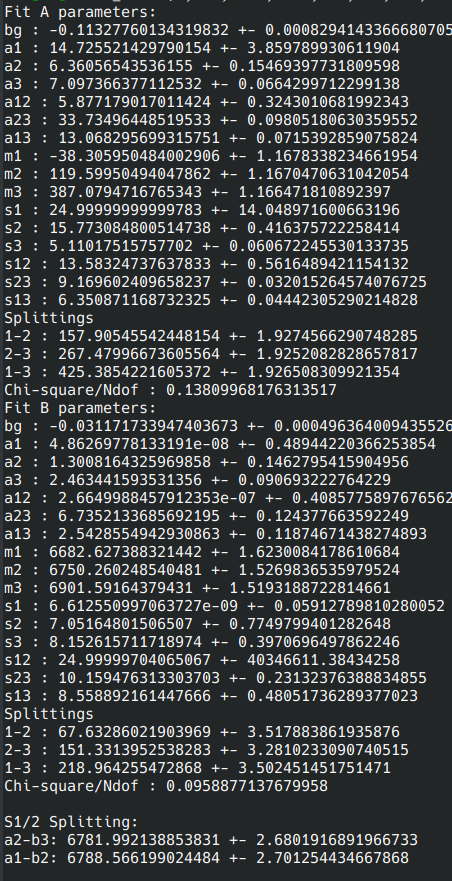 Fit A parameters:
bg : -0.11327760134319832 +- 0.0008294143366680705
a1 : 14.725521429790154 +- 3.859789930611904
a2 : 6.36056543536155 +- 0.15469397731809598
a3 : 7.097366377112532 +- 0.0664299712299138
a12 : 5.877179017011424 +- 0.3243010681992343
a23 : 33.73496448519533 +- 0.09805180630359552
a13 : 13.068295699315751 +- 0.0715392859075824
m1 : -38.305950484002906 +- 1.1678338234661954
m2 : 119.59950494047862 +- 1.1670470631042054
m3 : 387.0794716765343 +- 1.166471810892397
s1 : 24.99999999999783 +- 14.048971600663196
s2 : 15.773084800514738 +- 0.416375722258414
s3 : 5.11017515757702 +- 0.060672245530133735
s12 : 13.58324737637833 +- 0.5616489421154132
s23 : 9.169602409658237 +- 0.032015264574076725
s13 : 6.350871168732325 +- 0.04442305290214828
Splittings
1-2 : 157.90545542448154 +- 1.9274566290748285
2-3 : 267.47996673605564 +- 1.9252082828657817
1-3 : 425.3854221605372 +- 1.926508309921354
Chi-square/Ndof : 0.13809968176313517
Fit B parameters:
bg : -0.031171733947403673 +- 0.000496364009435526
a1 : 4.86269778133191e-08 +- 0.48944220366253854
a2 : 1.3008164325969858 +- 0.1462795415904956
a3 : 2.463441593531356 +- 0.090693222764229
a12 : 2.6649988457912353e-07 +- 0.4085775897676562
a23 : 6.7352133685692195 +- 0.124377663592249
a13 : 2.5428554942930863 +- 0.11874671438274893
m1 : 6682.627388321442 +- 1.6230084178610684
m2 : 6750.260248540481 +- 1.5269836535979524
m3 : 6901.59164379431 +- 1.5193188722814661
s1 : 6.612550997063727e-09 +- 0.05912789810280052
s2 : 7.05164801506507 +- 0.7749799401282648
s3 : 8.152615711718974 +- 0.3970696497862246
s12 : 24.99999704065067 +- 40346611.38434258
s23 : 10.159476313303703 +- 0.23132376388834855
s13 : 8.558892161447666 +- 0.48051736289377023
Splittings
1-2 : 67.63286021903969 +- 3.517883861935876
2-3 : 151.3313952538283 +- 3.2810233090740515
1-3 : 218.964255472868 +- 3.502451451751471
Chi-square/Ndof : 0.0958877137679958
S1/2 Splitting:
a2-b3: 6781.992138853831 +- 2.6801916891966733
a1-b2: 6788.566199024484 +- 2.701254434667868